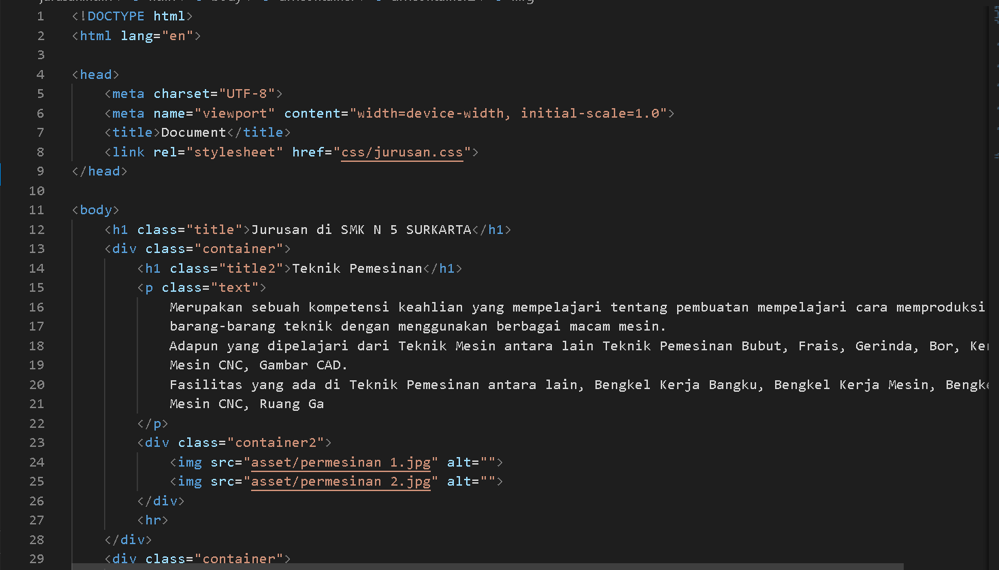 1 <!DOCTYPE html>
2 <html lang="en">
3
4 <head>
5 <meta charset="UTF-8">
6 <meta name="viewport" content="width=device-width, initial-scale=1.0">
7 <title>Document</title>
8 <link rel="stylesheet" href="css/jurusan.css">
9 </head>
10
11 <body>
12 <h1 class="title">Jurusan di SMK N 5 SURKARTA</h1>
13 <div class="container">
14 <h1 class="title2">Teknik Pemesinan</h1>
15 <p class="text">
16 Merupakan sebuah kompetensi keahlian yang mempelajari tentang pembuatan mempelajari cara memproduksi
17 barang-barang teknik dengan menggunakan berbagai macam mesin.
18 Adapun yang dipelajari dari Teknik Mesin antara lain Teknik Pemesinan Bubut, Frais, Gerinda, Bor,
19 Mesin CNC, Gambar CAD.
20 Fasilitas yang ada di Teknik Pemesinan antara lain, Bengkel Kerja Bangku, Bengkel Kerja Mesin,
21 Mesin CNC, Ruang Ga
22 </p>
23 <div class="container2">
24 <img src="asset/permesinan 1.jpg" alt="">
25 <img src="asset/permesinan 2.jpg" alt="">
26 </div>
27 <hr>
28 </div>
29 <div class="container">